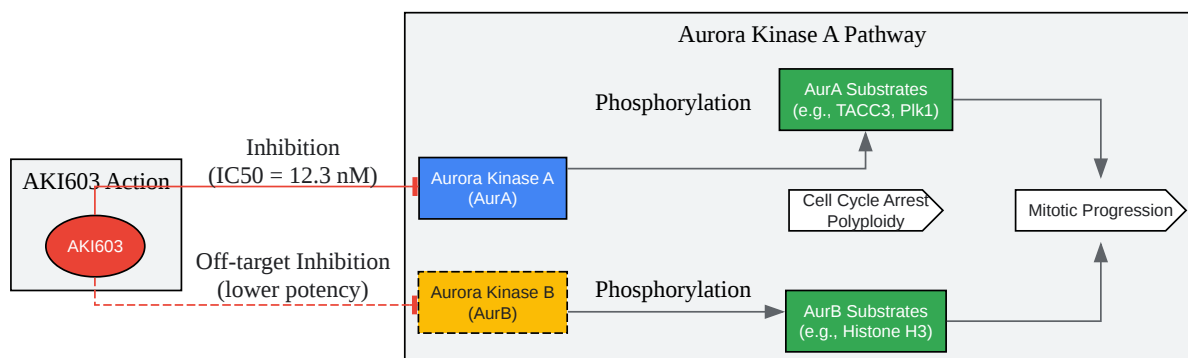 Aurora Kinase A Pathway
AurA Substrates
(e.g., TACC3, Plk1)
Phosphorylation
Inhibition
(IC50 = 12.3 nM)
AKI603 Action
Aurora Kinase A
(AurA)
Cell Cycle Arrest
Polyploidy
Mitotic Progression
AKI603
Off-target Inhibition
(lower potency)
Aurora Kinase B
(AurB)
Phosphorylation
AurB Substrates
(e.g., Histone H3)